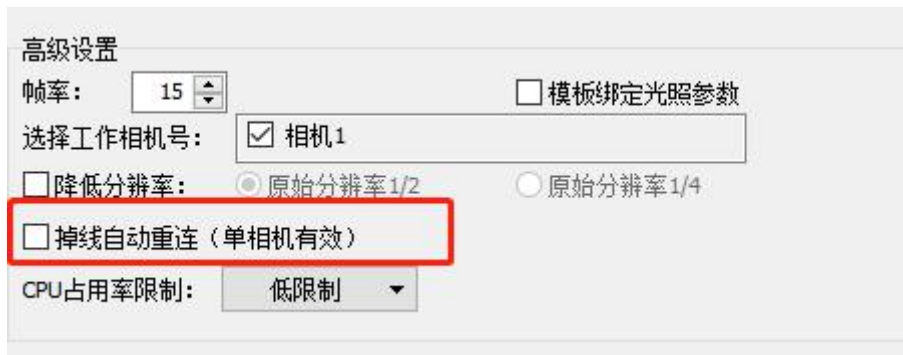 高级设置
帧率： 15 模板绑定光照参数
选择工作相机号： 相机1
降低分辨率： 原始分辨率1/2 原始分辨率1/4
掉线自动重连（单相机有效）
CPU占用率限制： 低限制